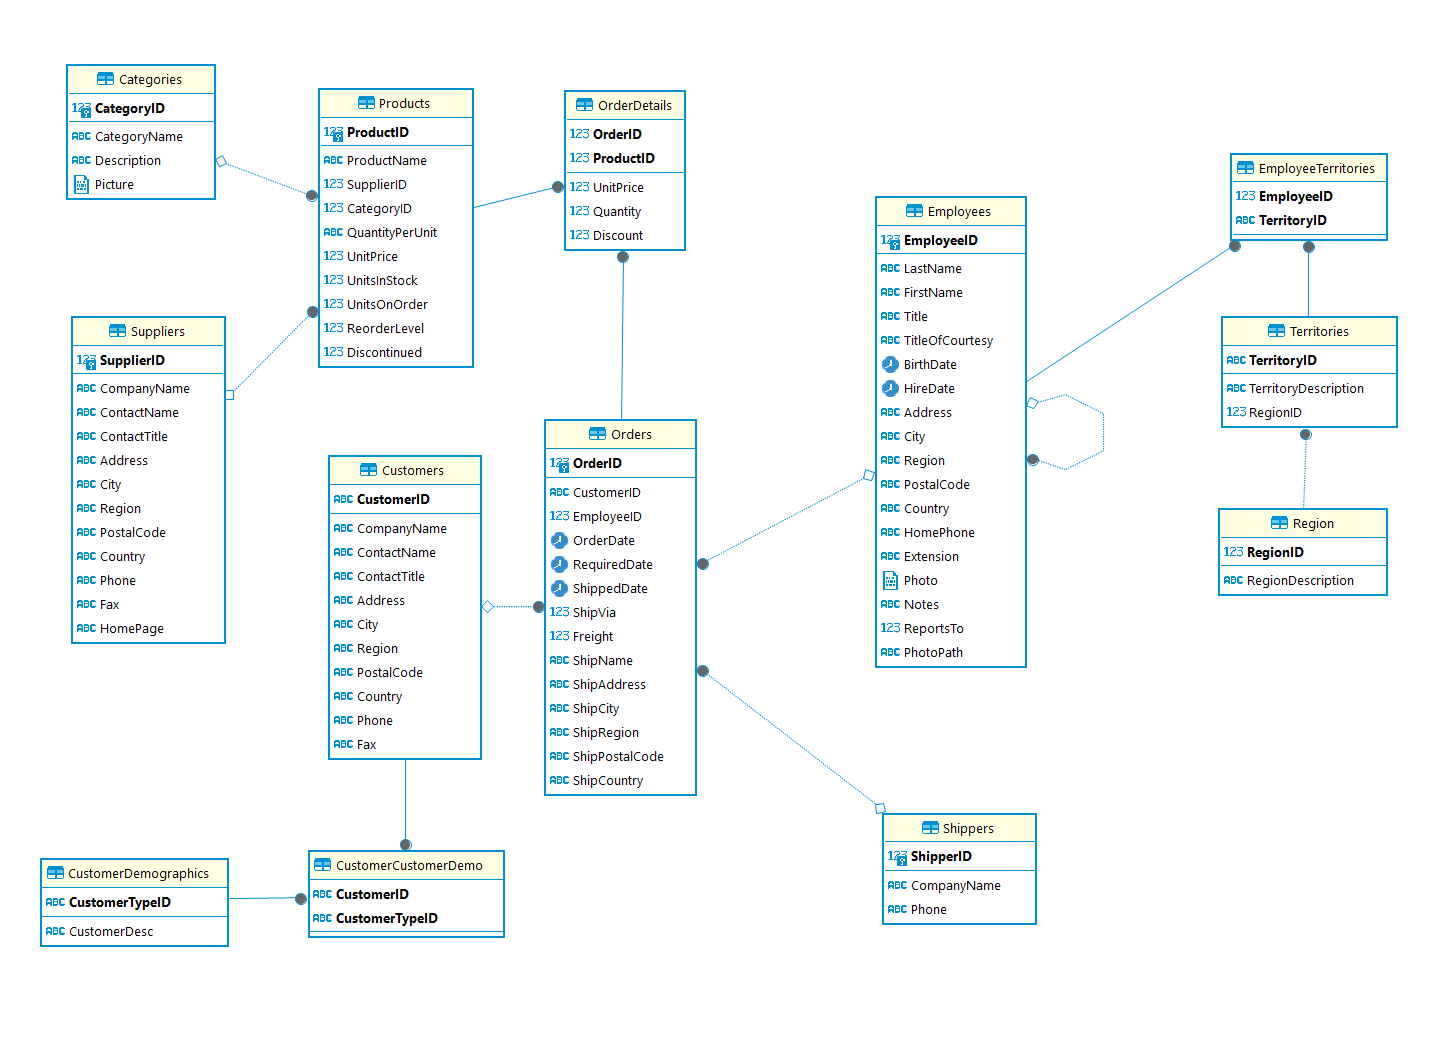 Categories
123 CategoryID
ABC CategoryName
ABC Description
Picture
Products
123 ProductID
ABC ProductName
123 SupplierID
123 CategoryID
ABC QuantityPerUnit
123 UnitPrice
123 UnitsInStock
123 UnitsOnOrder
123 ReorderLevel
123 Discontinued
OrderDetails
123 OrderID
123 ProductID
123 UnitPrice
123 Quantity
123 Discount
Employees
123 EmployeeID
ABC LastName
ABC FirstName
ABC Title
ABC TitleOfCourtesy
BirthDate
HireDate
ABC Address
ABC City
ABC Region
ABC PostalCode
ABC Country
ABC HomePhone
ABC Extension
Photo
ABC Notes
123 ReportsTo
ABC PhotoPath
EmployeeTerritories
123 EmployeeID
ABC TerritoryID
Territories
ABC TerritoryID
ABC TerritoryDescription
123 RegionID
Region
123 RegionID
ABC RegionDescription
Suppliers
123 SupplierID
ABC CompanyName
ABC ContactName
ABC ContactTitle
ABC Address
ABC City
ABC Region
ABC PostalCode
ABC Country
ABC Phone
ABC Fax
ABC HomePage
Customers
ABC CustomerID
ABC CompanyName
ABC ContactName
ABC ContactTitle
ABC Address
ABC City
ABC Region
ABC PostalCode
ABC Country
ABC Phone
ABC Fax
Orders
123 OrderID
ABC CustomerID
123 EmployeeID
OrderDate
RequiredDate
ShippedDate
123 ShipVia
123 Freight
ABC ShipName
ABC ShipAddress
ABC ShipCity
ABC ShipRegion
ABC ShipPostalCode
ABC ShipCountry
Shippers
123 ShipperID
ABC CompanyName
ABC Phone
CustomerDemographics
ABC CustomerTypeID
ABC CustomerDesc
CustomerCustomerDemo
ABC CustomerID
ABC CustomerTypeID